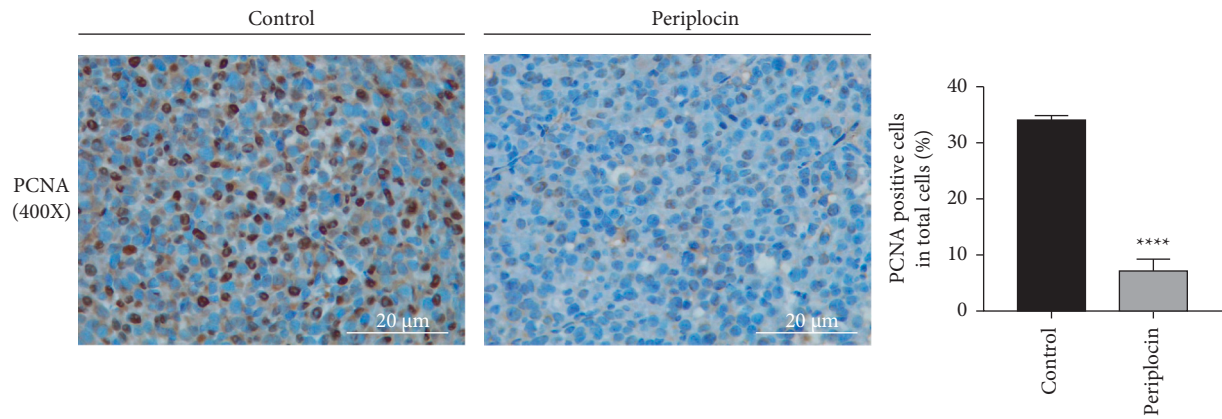 Control
Periplocin
PCNA
(400X)
20 μm
20 μm
PCNA positive cells
in total cells (%)
40
30
20
10
0
****
Control
Periplocin